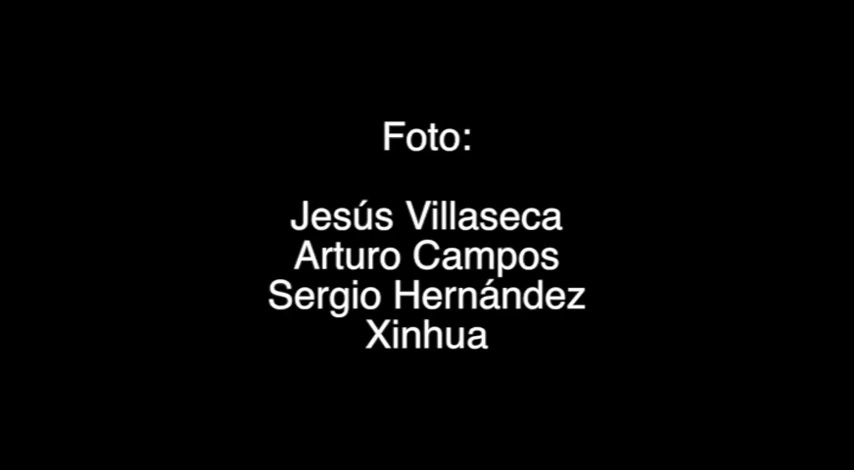 Foto:
Jesús Villaseca
Arturo Campos
Sergio Hernández
Xinhua